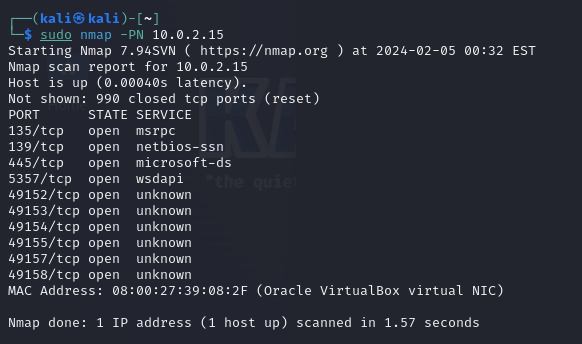 ┌──(kali㉿kali)-[~]
└─$ sudo nmap -PN 10.0.2.15
Starting Nmap 7.94SVN ( https://nmap.org ) at 2024-02-05 00:32 EST
Nmap scan report for 10.0.2.15
Host is up (0.00040s latency).
Not shown: 990 closed tcp ports (reset)
PORT      STATE SERVICE
135/tcp   open  msrpc
139/tcp   open  netbios-ssn
445/tcp   open  microsoft-ds
5357/tcp  open  wsdapi
49152/tcp open  unknown
49153/tcp open  unknown
49154/tcp open  unknown
49155/tcp open  unknown
49157/tcp open  unknown
49158/tcp open  unknown
MAC Address: 08:00:27:39:08:2F (Oracle VirtualBox virtual NIC)
Nmap done: 1 IP address (1 host up) scanned in 1.57 seconds
"the quie